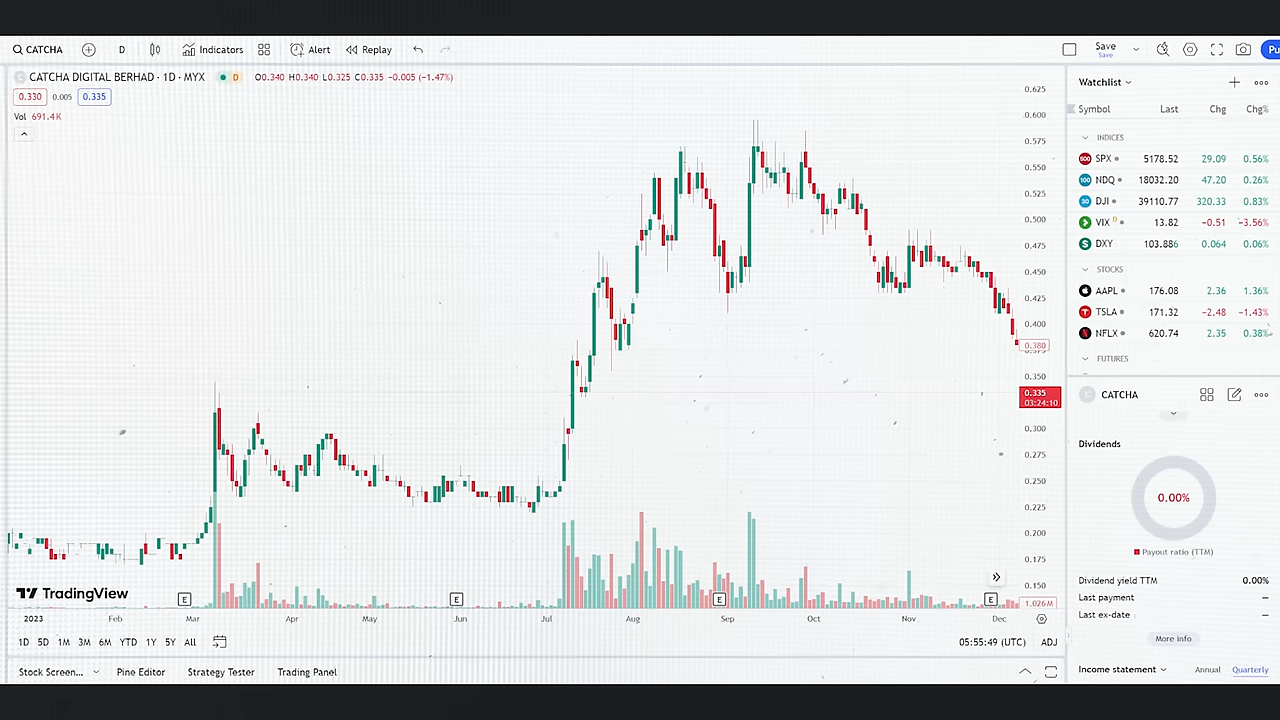 CATCHA D Indicators Alert Replay Save Pu
Save
CATCHA DIGITAL BERHAD · 1D · MYX D O0.340 H0.340 L0.325 C0.335 -0.005 (-1.47%)
0.330 0.005 0.335
Vol 691.4K
0.625
0.600
0.575
0.550
0.525
0.500
0.475
0.450
0.425
0.400
0.380
0.375
0.350
0.335
03:24:10
0.300
0.275
0.250
0.225
0.200
0.175
0.150
1.026M
TradingView
E E E E
2023 Feb Mar Apr May Jun Jul Aug Sep Oct Nov Dec
1D 5D 1M 3M 6M YTD 1Y 5Y All 05:55:49 (UTC) ADJ
Stock Screen... Pine Editor Strategy Tester Trading Panel
Watchlist
Symbol Last Chg Chg%
INDICES
500 SPX 5178.52 29.09 0.56%
100 NDQ 18032.20 47.20 0.26%
30 DJI 39110.77 320.33 0.83%
VIX D 13.82 -0.51 -3.56%
S DXY 103.886 0.064 0.06%
STOCKS
AAPL 176.08 2.36 1.36%
T TSLA 171.32 -2.48 -1.43%
N NFLX 620.74 2.35 0.38%
FUTURES
C CATCHA
Dividends
0.00%
Payout ratio (TTM)
Dividend yield TTM 0.00%
Last payment —
Last ex-date —
More info
Income statement Annual Quarterly